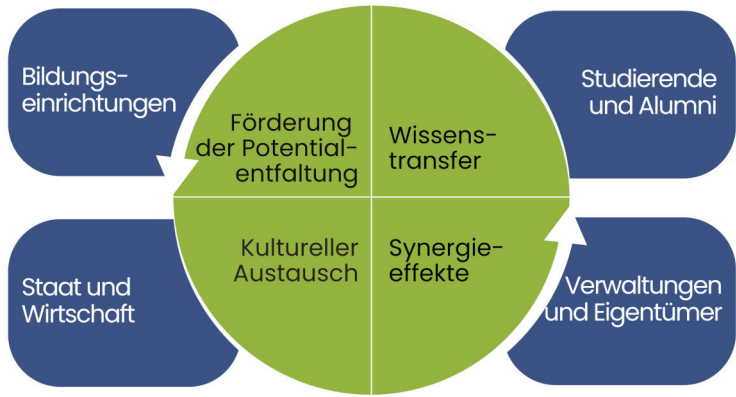 Bildungs-
einrichtungen
Studierende
und Alumni
Förderung
der Potential-
entfaltung
Wissens-
transfer
Kultureller
Austausch
Synergie-
effekte
Staat und
Wirtschaft
Verwaltungen
und Eigentümer